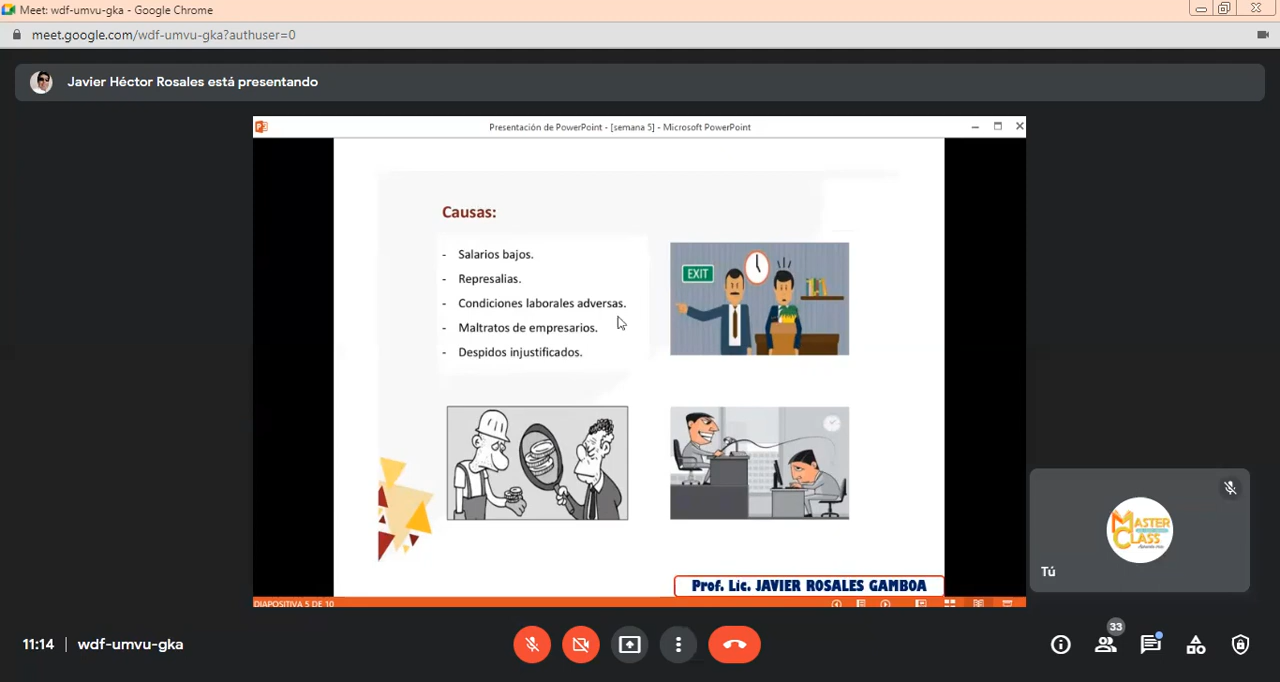 Meet: wdf-umvu-gka - Google Chrome
meet.google.com/wdf-umvu-gka?authuser=0
Javier Héctor Rosales está presentando
Presentación de PowerPoint - [semana 5] - Microsoft PowerPoint
Causas:
- Salarios bajos.
- Represalias.
- Condiciones laborales adversas.
- Maltratos de empresarios.
- Despidos injustificados.
EXIT
MASTER
CLASS
Tú
Prof. Lic. JAVIER ROSALES GAMBOA
DIAPOSITIVA 5 DE 10
11:14 | wdf-umvu-gka
33